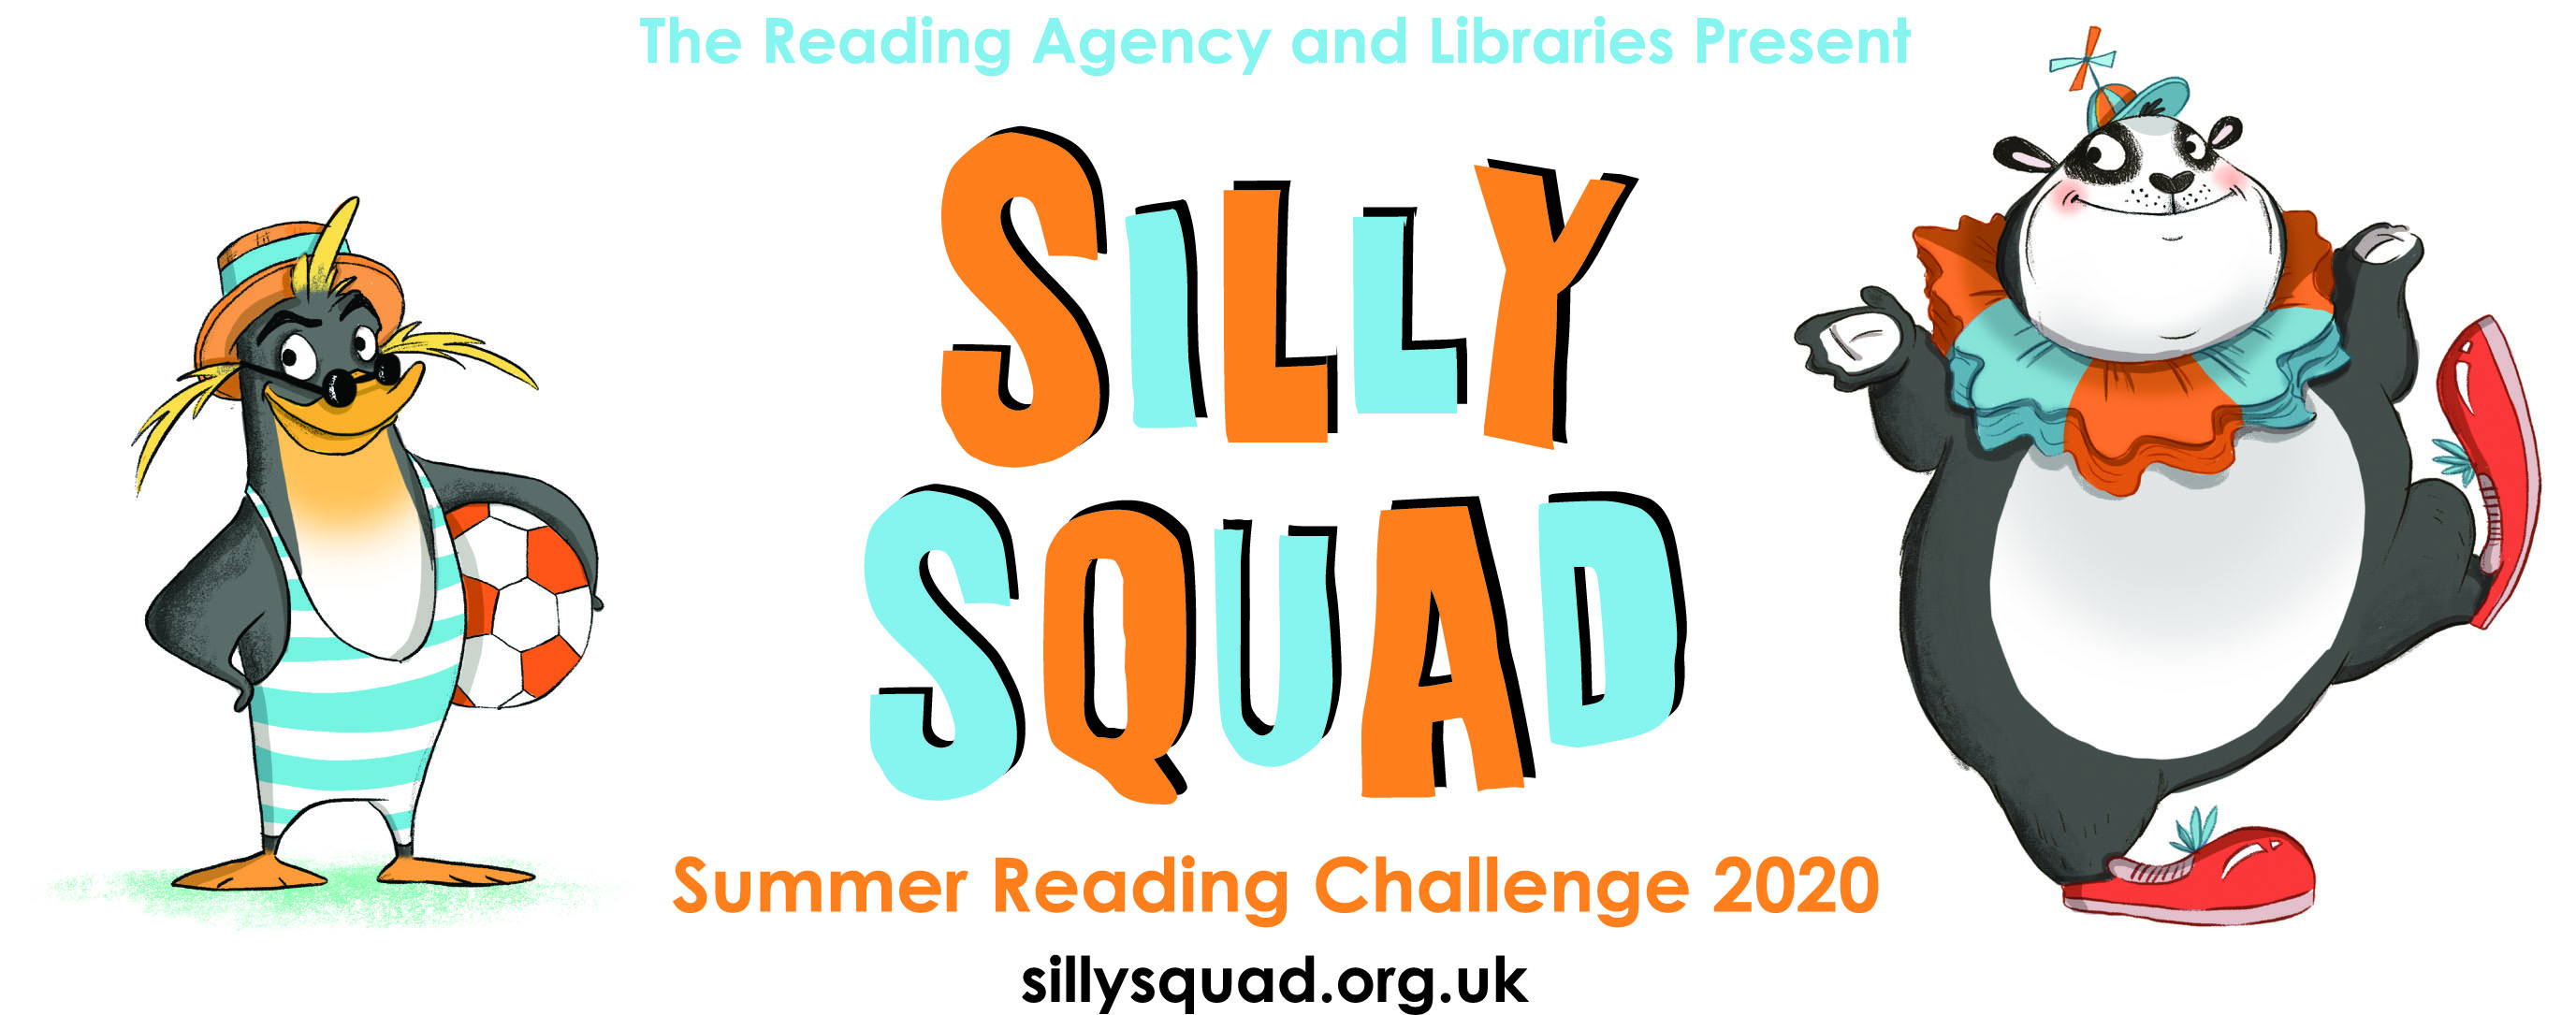 The Reading Agency and Libraries Present
SILLY
SQUAD
Summer Reading Challenge 2020
sillysquad.org.uk